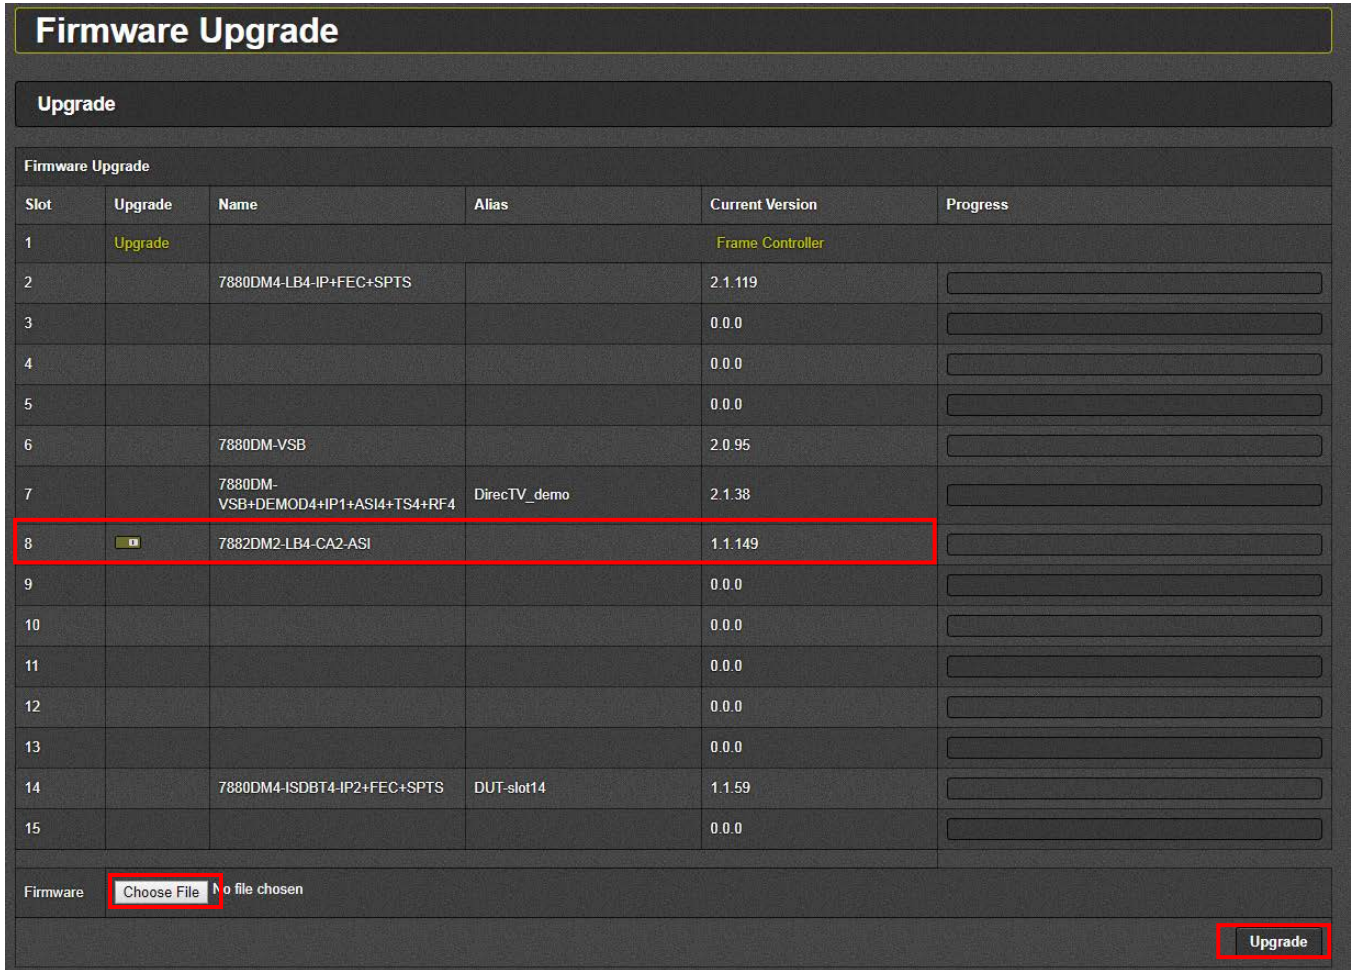 Firmware Upgrade
Upgrade
Firmware Upgrade
Slot Upgrade Name Alias Current Version Progress
1 Upgrade Frame Controller
2 7880DM4-LB4-IP+FEC+SPTS 2.1.119
3 0.0.0
4 0.0.0
5 0.0.0
6 7880DM-VSB 2.0.95
7 7880DM-
VSB+DEMOD4+IP1+ASI4+TS4+RF4 DirecTV_demo 2.1.38
8 7882DM2-LB4-CA2-ASI 1.1.149
9 0.0.0
10 0.0.0
11 0.0.0
12 0.0.0
13 0.0.0
14 7880DM4-ISDBT4-IP2+FEC+SPTS DUT-slot14 1.1.59
15 0.0.0
Firmware Choose File No file chosen
Upgrade